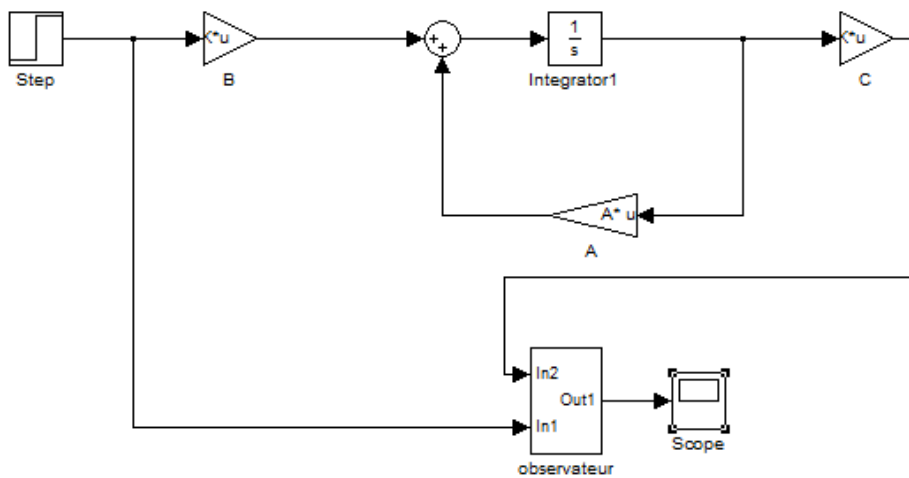 Step
K*u
B
+
+
1
s
Integrator1
K*u
C
A* u
A
In2
Out1
In1
observateur
Scope